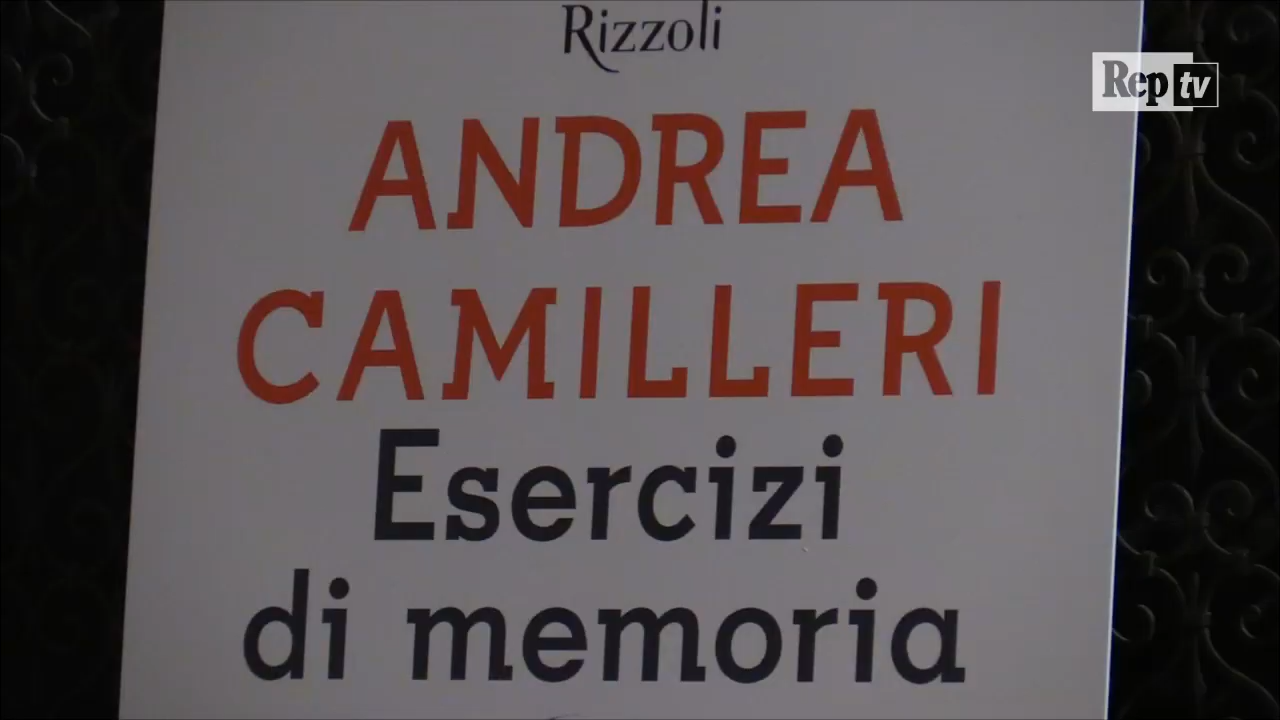 Rizzoli
Rep tv
ANDREA
CAMILLERI
Esercizi
di memoria